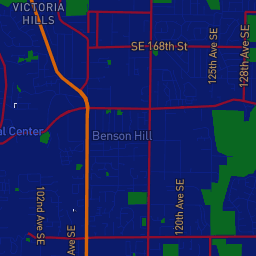 VICTORIA
HILLS
SE 168th St
125th Ave SE
128th Ave SE
Center
Benson Hill
102nd Ave SE
Ave SE
120th Ave SE